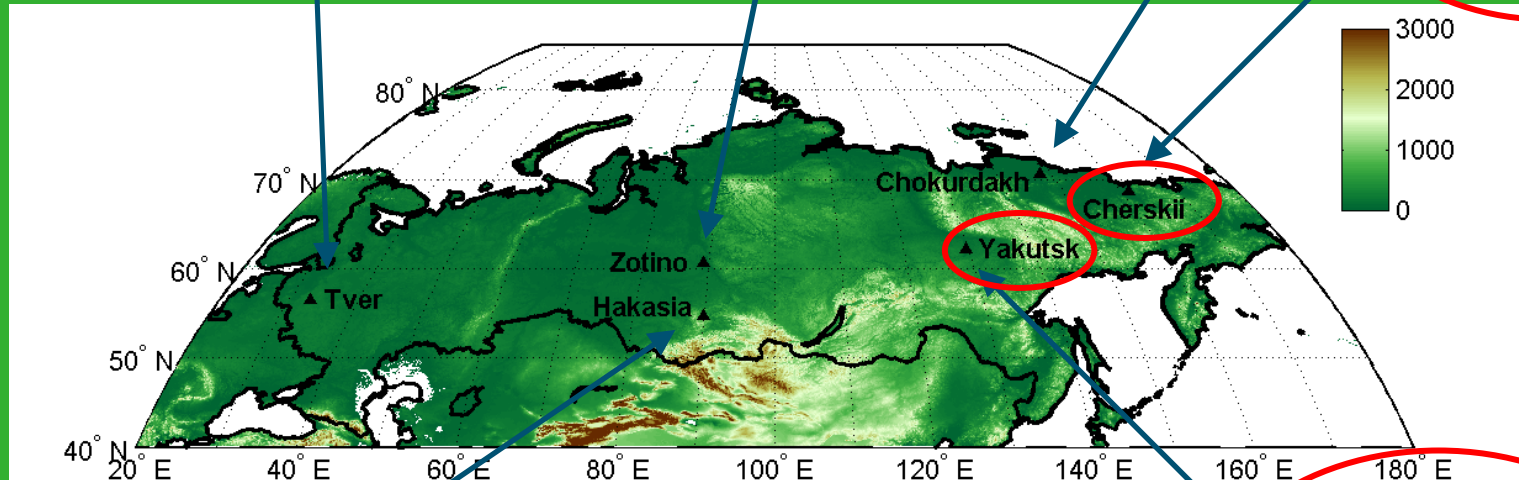 3000
80° N
2000
1000
70° N
Chokurdakh
Cherskii
0
60° N
Zotino
Yakutsk
Tver
Hakasia
50° N
40° N
20° E
40° E
60° E
80° E
100° E
120° E
140° E
160° E
180° E